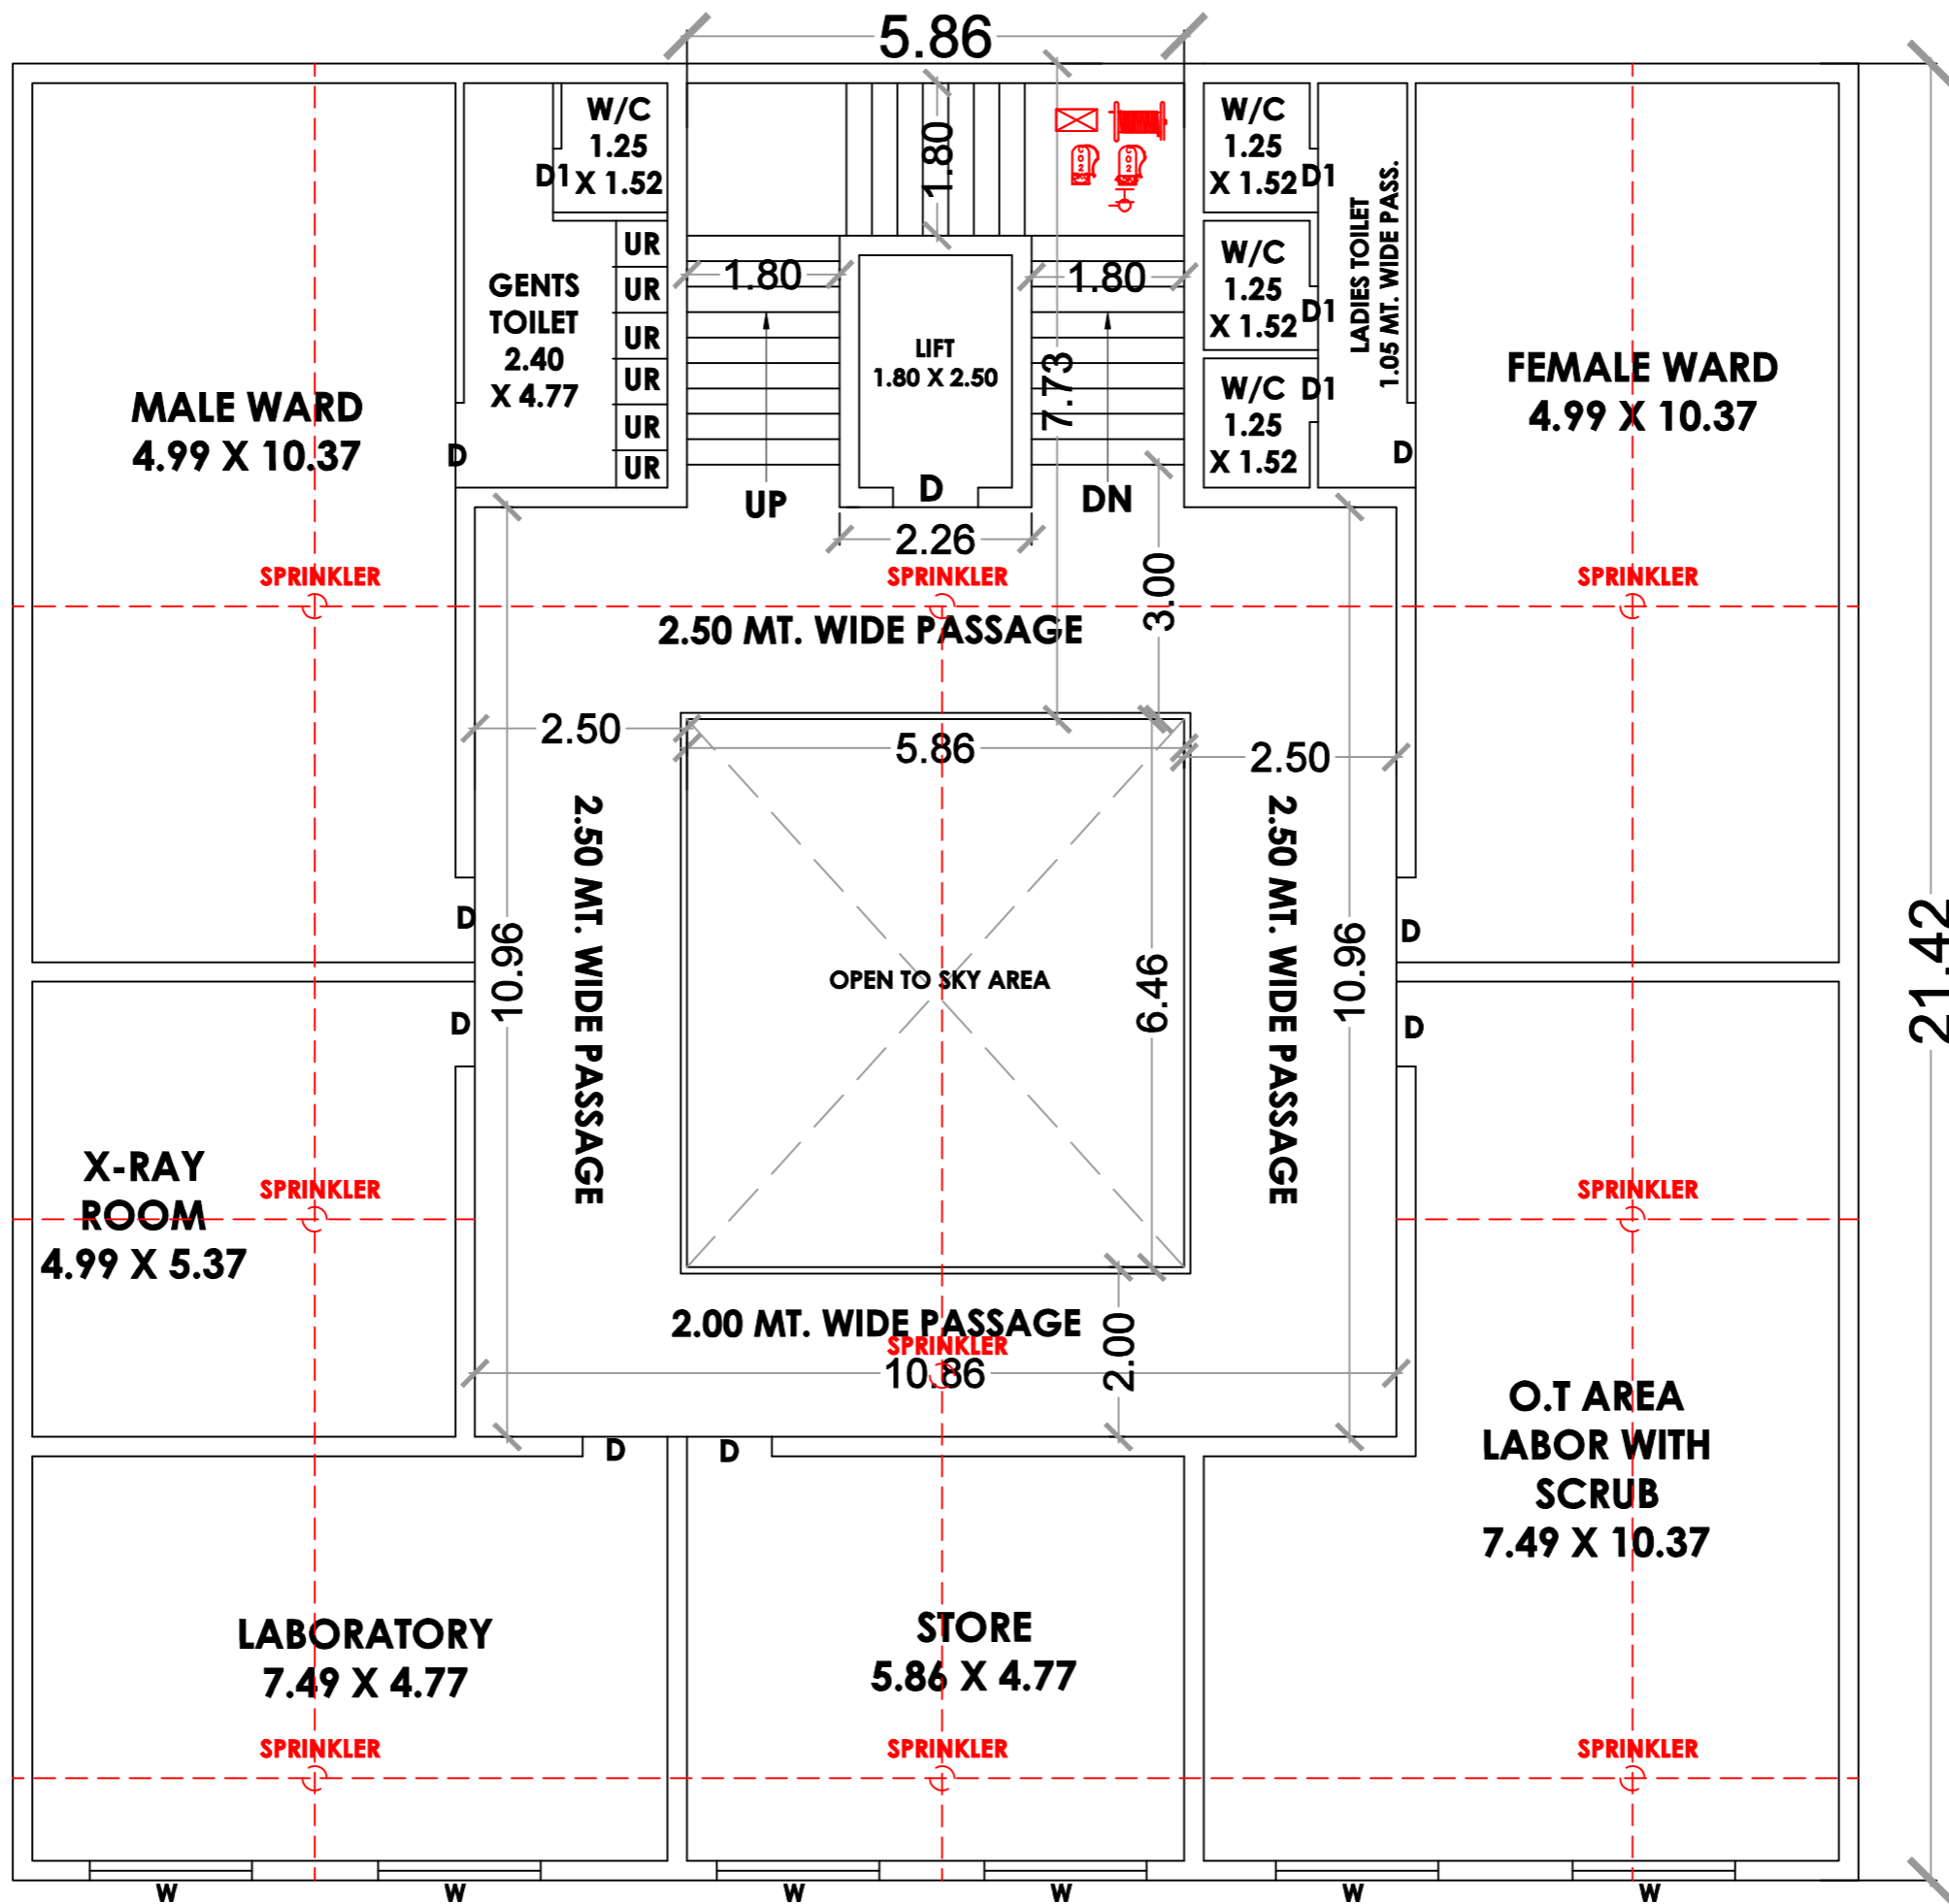 5.86
W/C
1.25
X 1.52
D1
1.80
CO2
CO2
W/C
1.25
X 1.52
D1
LADIES TOILET
1.05 MT. WIDE PASS.
UR
UR
UR
UR
UR
UR
GENTS
TOILET
2.40
X 4.77
1.80
1.80
W/C
1.25
X 1.52
D1
LIFT
1.80 X 2.50
7.73
W/C
1.25
X 1.52
D1
MALE WARD
4.99 X 10.37
FEMALE WARD
4.99 X 10.37
D
D
D
UP
DN
2.26
3.00
SPRINKLER
SPRINKLER
SPRINKLER
2.50 MT. WIDE PASSAGE
2.50
5.86
2.50
2.50 MT. WIDE PASSAGE
2.50 MT. WIDE PASSAGE
D
10.96
OPEN TO SKY AREA
6.46
10.96
D
21.42
D
D
X-RAY
ROOM
4.99 X 5.37
SPRINKLER
SPRINKLER
2.00 MT. WIDE PASSAGE
SPRINKLER
10.86
2.00
O.T AREA
LABOR WITH
SCRUB
7.49 X 10.37
D
D
LABORATORY
7.49 X 4.77
STORE
5.86 X 4.77
SPRINKLER
SPRINKLER
SPRINKLER
W
W
W
W
W
W